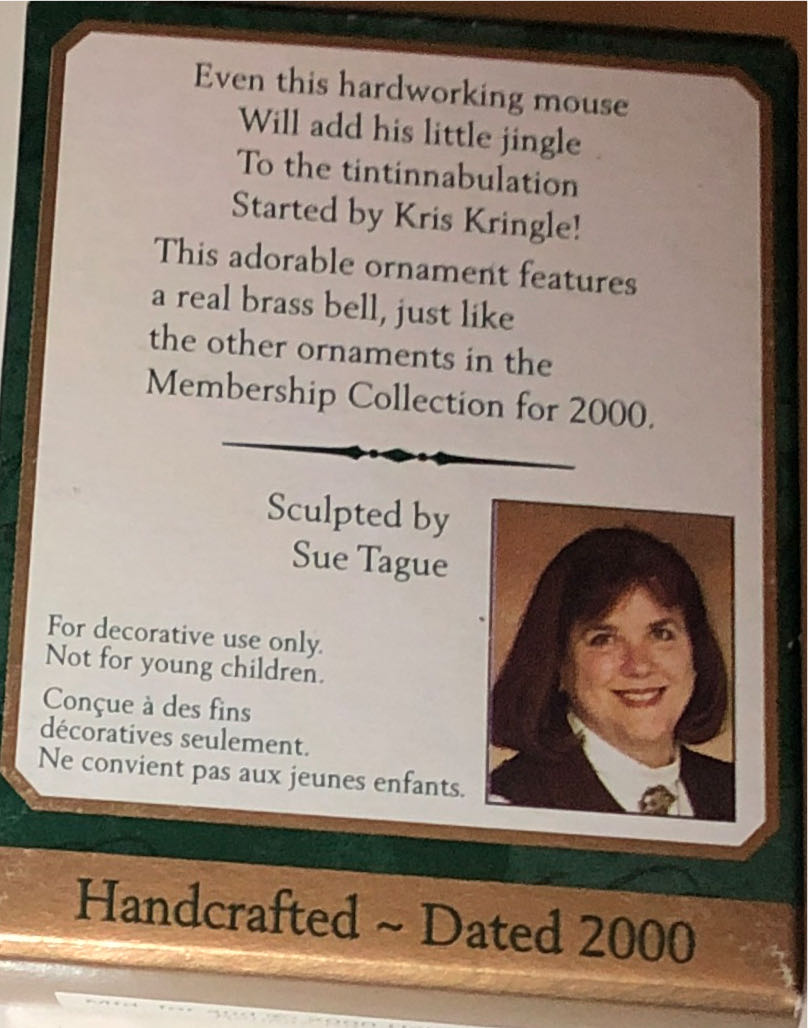 Even this hardworking mouse
Will add his little jingle
To the tintinnabulation
Started by Kris Kringle!
This adorable ornament features
a real brass bell, just like
the other ornaments in the
Membership Collection for 2000.
Sculpted by
Sue Tague
For decorative use only.
Not for young children.
Conçue à des fins
décoratives seulement.
Ne convient pas aux jeunes enfants.
Handcrafted ~ Dated 2000